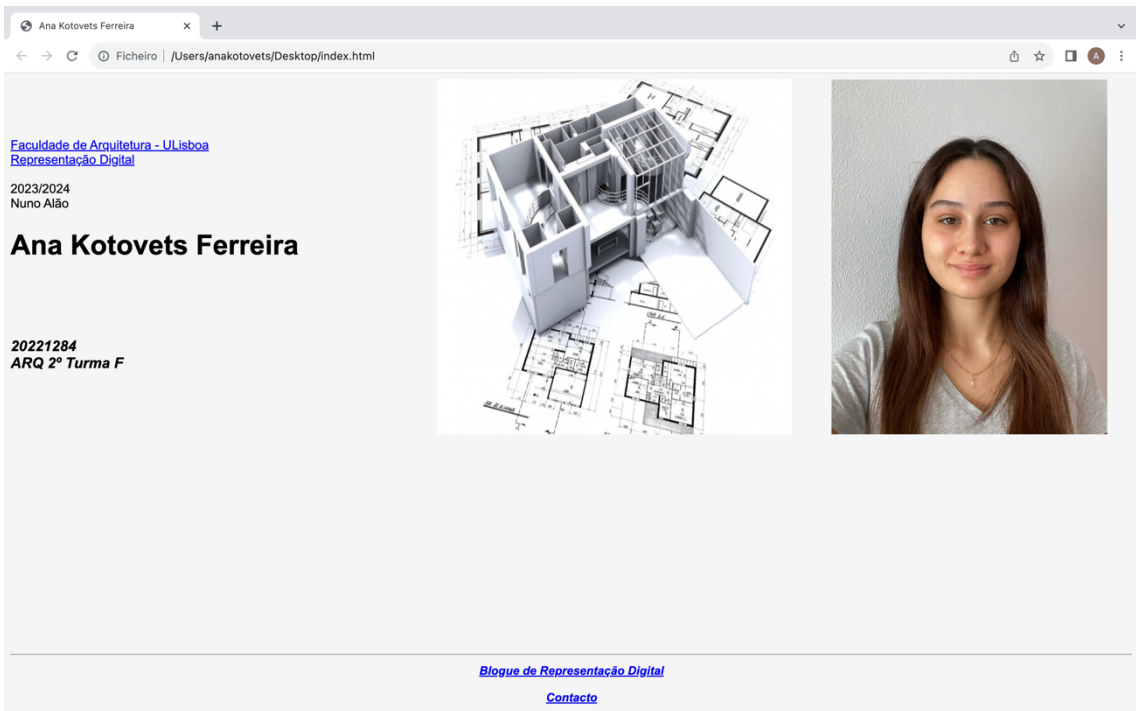 Ana Kotovets Ferreira
Ficheiro | /Users/anakotovets/Desktop/index.html
A
Faculdade de Arquitetura - ULisboa
Representação Digital
2023/2024
Nuno Alão
Ana Kotovets Ferreira
20221284
ARQ 2º Turma F
Blogue de Representação Digital
Contacto